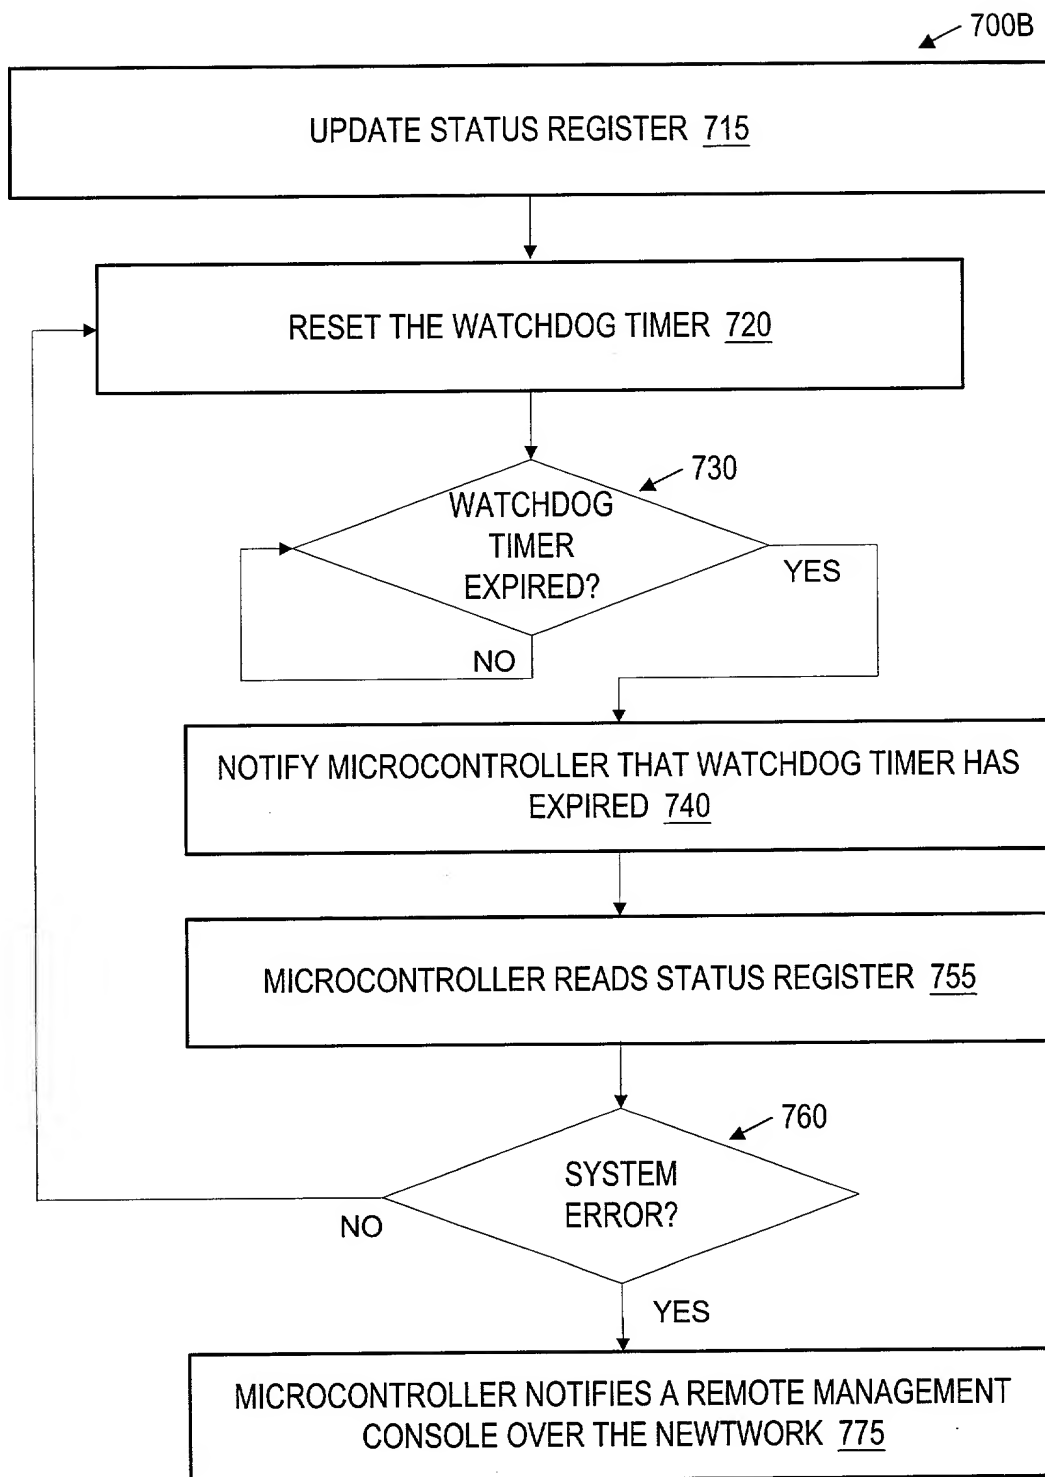 700B
UPDATE STATUS REGISTER 715
RESET THE WATCHDOG TIMER 720
730
WATCHDOG
TIMER
EXPIRED?
YES
NO
NOTIFY MICROCONTROLLER THAT WATCHDOG TIMER HAS
EXPIRED 740
MICROCONTROLLER READS STATUS REGISTER 755
760
SYSTEM
ERROR?
NO
YES
MICROCONTROLLER NOTIFIES A REMOTE MANAGEMENT
CONSOLE OVER THE NEWTWORK 775